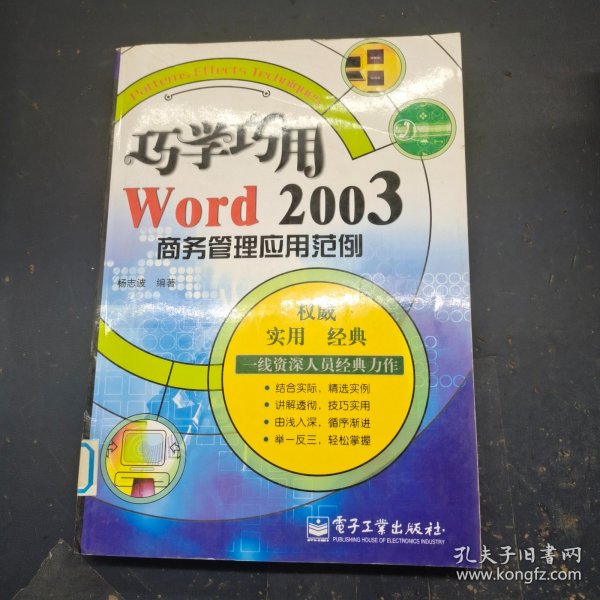 Patterns Effects Techniques
巧学巧用
Word 2003
商务管理应用范例
杨志波 编著
权威
实用 经典
一线资深人员经典力作
• 结合实际，精选实例
• 讲解透彻，技巧实用
• 由浅入深，循序渐进
• 举一反三，轻松掌握
電子工業出版社
PUBLISHING HOUSE OF ELECTRONICS INDUSTRY
孔夫子旧书网
www.kongfz.com